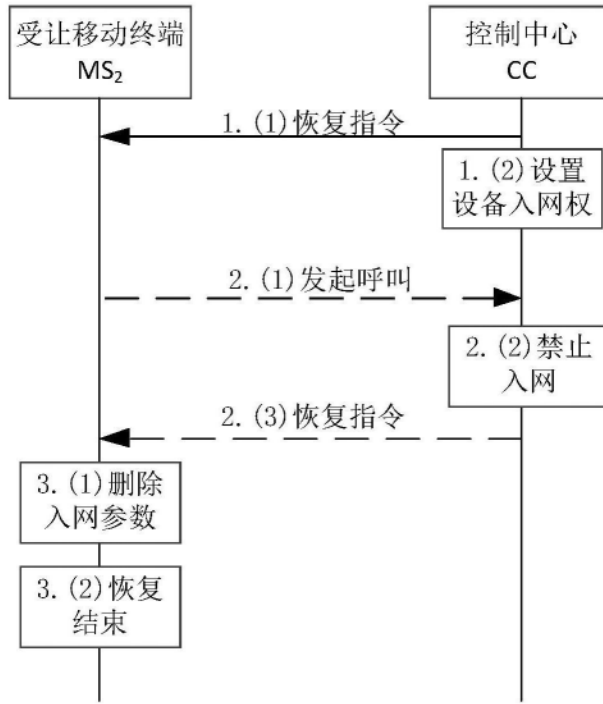 受让移动终端
MS₂
控制中心
CC
1.(1)恢复指令
1.(2)设置
设备入网权
2.(1)发起呼叫
2.(2)禁止
入网
2.(3)恢复指令
3.(1)删除
入网参数
3.(2)恢复
结束